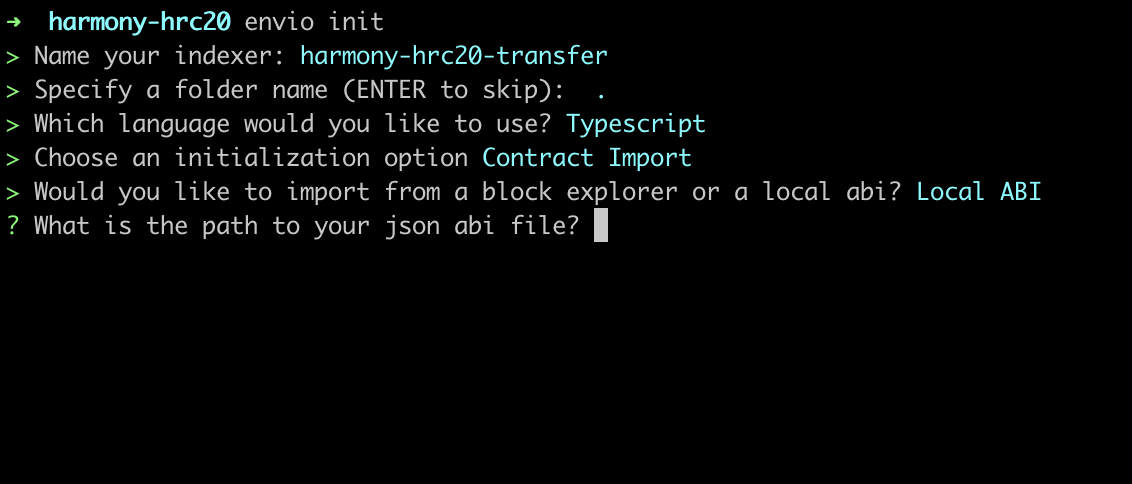 ➜ harmony-hrc20 envio init
> Name your indexer: harmony-hrc20-transfer
> Specify a folder name (ENTER to skip): .
> Which language would you like to use? Typescript
> Choose an initialization option Contract Import
> Would you like to import from a block explorer or a local abi? Local ABI
? What is the path to your json abi file?